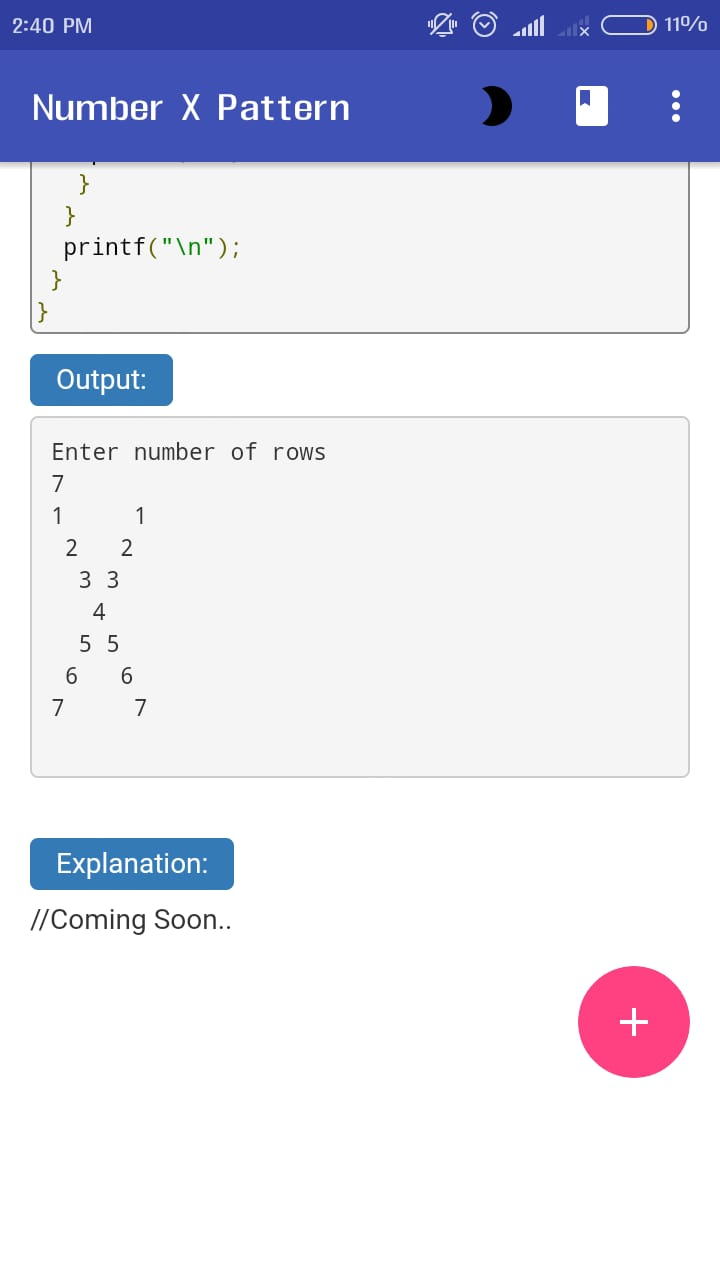 2:40 PM 11%
Number X Pattern
}
}
printf("\n");
}
}
Output:
Enter number of rows
7
1     1
 2   2
  3 3
   4
  5 5
 6   6
7     7
Explanation:
//Coming Soon..
+